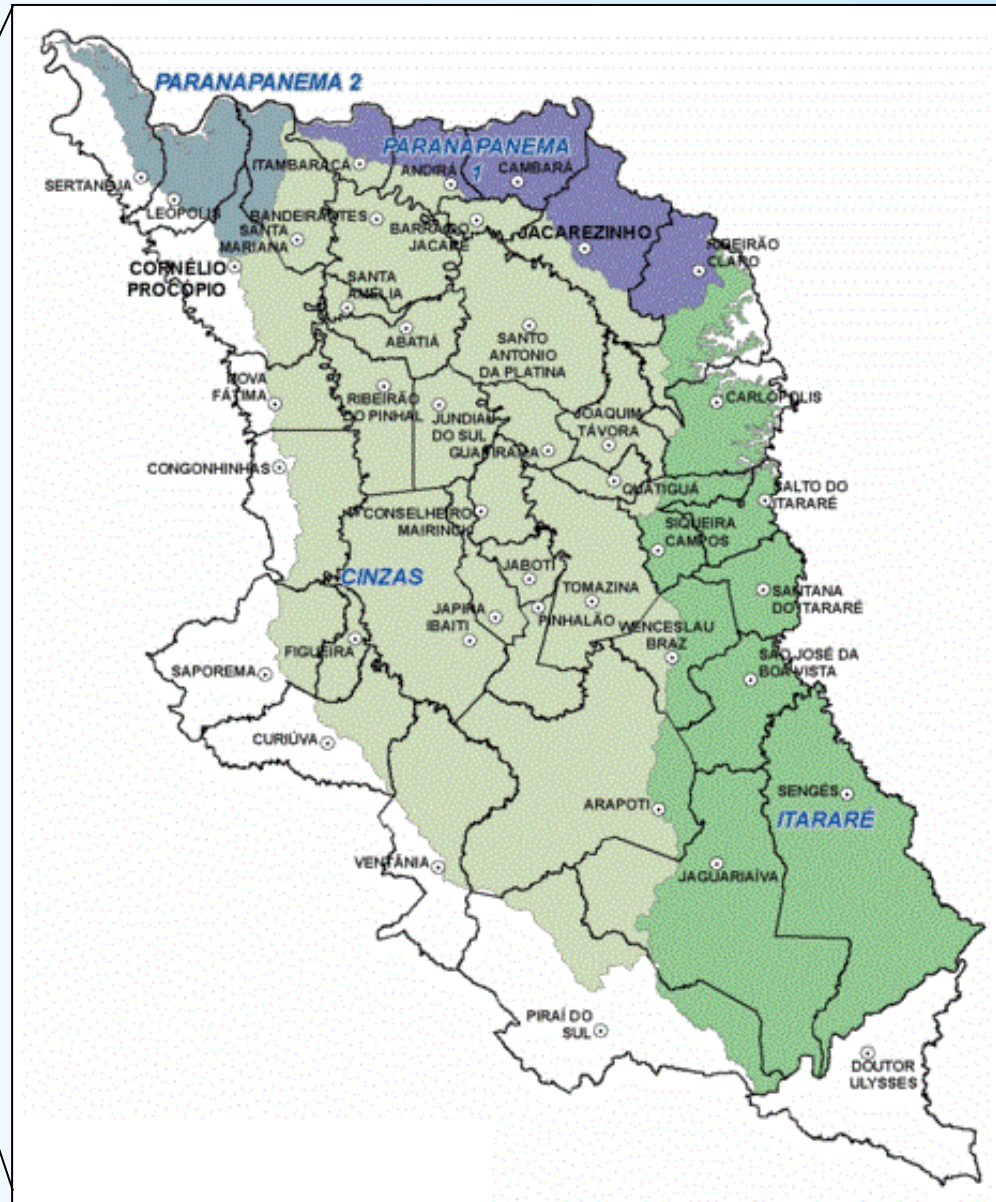 PARANAPANEMA 2
PARANAPANEMA
1
ITAMBARACÁ
ANDIRÁ
CAMBARÁ
SERTANEJA
LEÓPOLIS
BANDEIRANTES
SANTA
MARIANA
BARRA DO
JACARÉ
JACAREZINHO
RIBEIRÃO
CLARO
CORNÉLIO
PROCÓPIO
SANTA
AMÉLIA
ABATIÁ
SANTO
ANTONIO
DA PLATINA
NOVA
FÁTIMA
RIBEIRÃO
DO PINHAL
JUNDIAÍ
DO SUL
GUAPIRAMA
JOAQUIM
TÁVORA
CARLÓPOLIS
CONGONHINHAS
QUATIGUÁ
SALTO DO
ITARARÉ
CONSELHEIRO
MAIRINCK
SIQUEIRA
CAMPOS
CINZAS
JABOTI
TOMAZINA
SANTANA
DO ITARARÉ
JAPIRA
IBAITI
PINHALÃO
WENCESLAU
BRAZ
FIGUEIRA
SAPOREMA
SÃO JOSÉ DA
BOA VISTA
CURIÚVA
ARAPOTI
SENGÉS
ITARARÉ
VENTÂNIA
JAGUARIAÍVA
PIRAÍ DO
SUL
DOUTOR
ULYSSES